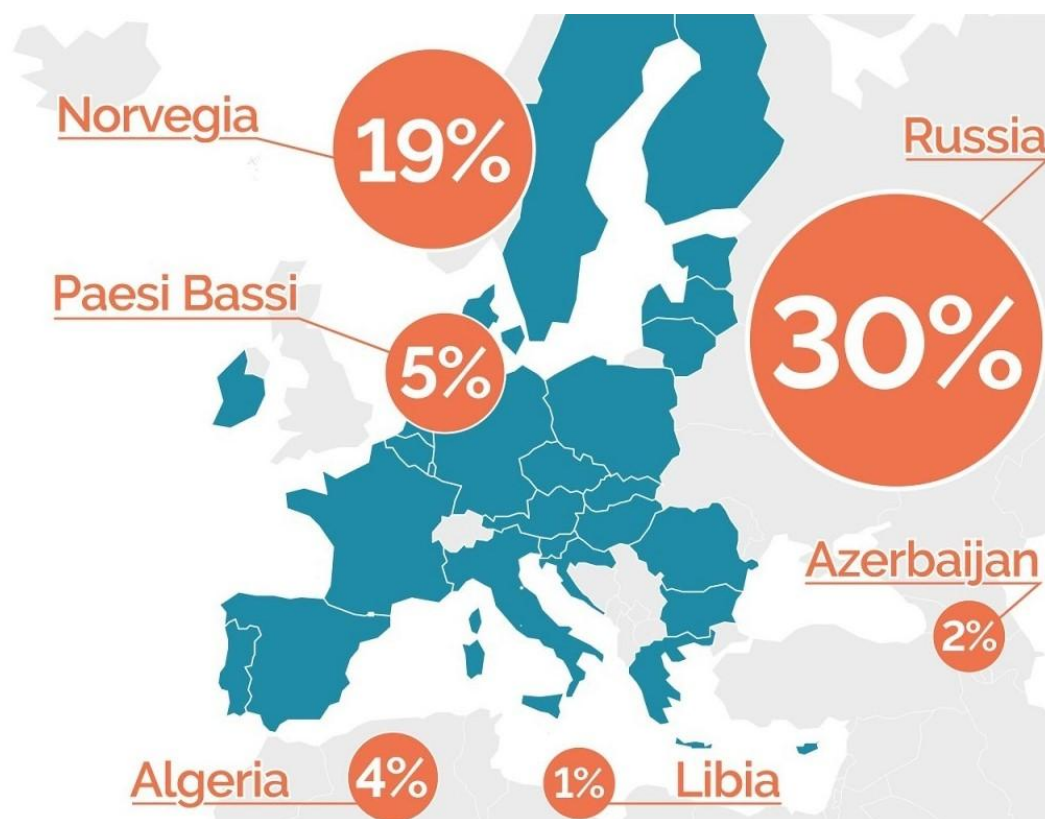 Norvegia
19%
Russia
30%
Paesi Bassi
5%
Azerbaijan
2%
Algeria
4%
1%
Libia